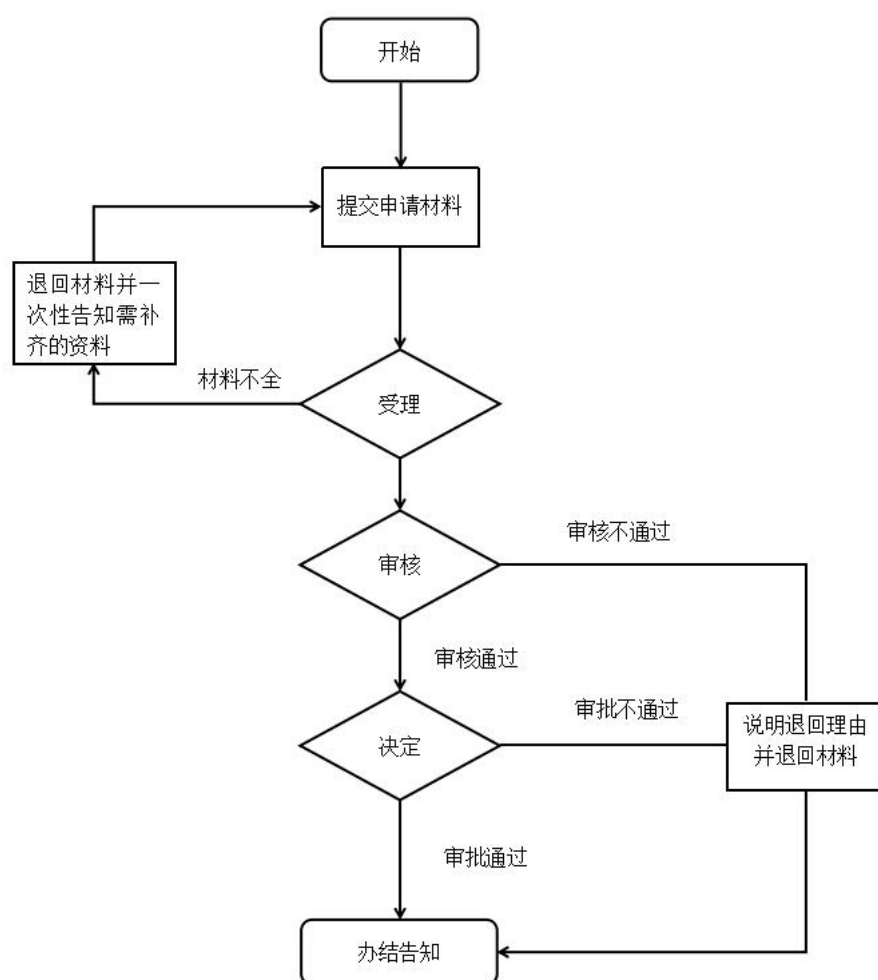 开始
提交申请材料
退回材料并一
次性告知需补
齐的资料
材料不全
受理
审核不通过
审核
审核通过
审批不通过
说明退回理由
并退回材料
决定
审批通过
办结告知